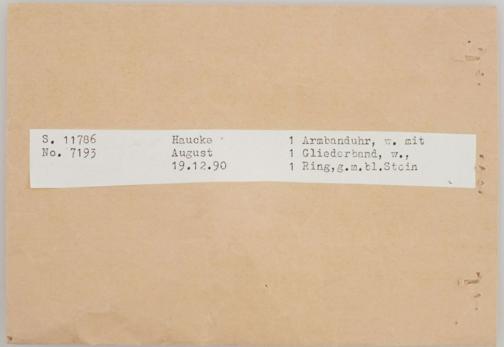 S. 11786 Haucke 1 Armbanduhr, w. mit
No. 7193 August 1 Gliederband, w.,
19.12.90 1 Ring,g.m.bl.Stein